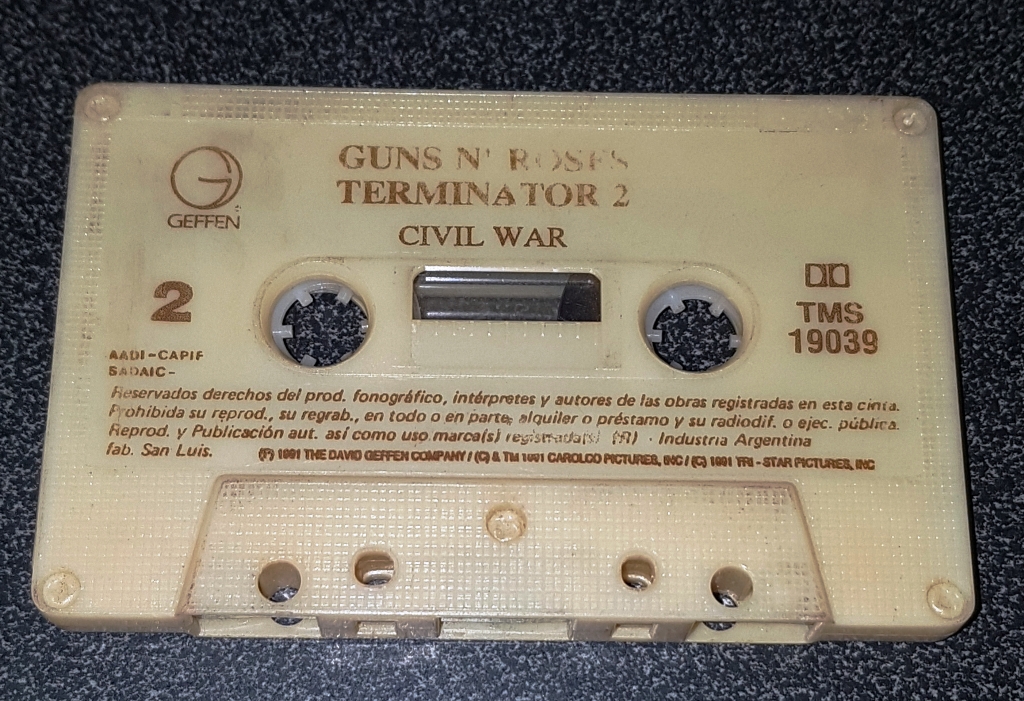 GUNS N' ROSES
TERMINATOR 2
CIVIL WAR
G
GEFFEN
2
TMS
19039
AADI-CAPIF
SADAIC-
Reservados derechos del prod. fonográfico, intérpretes y autores de las obras registradas en esta cinta.
Prohibida su reprod., su regrab., en todo o en parte, alquiler o préstamo y su radiodif. o ejec. pública.
Reprod. y Publicación aut. así como uso marca(s) registrada(s) (R) · Industria Argentina
fab. San Luis. (P) 1991 THE DAVID GEFFEN COMPANY / (C) & TM 1991 CAROLCO PICTURES, INC / (C) 1991 TRI - STAR PICTURES, INC